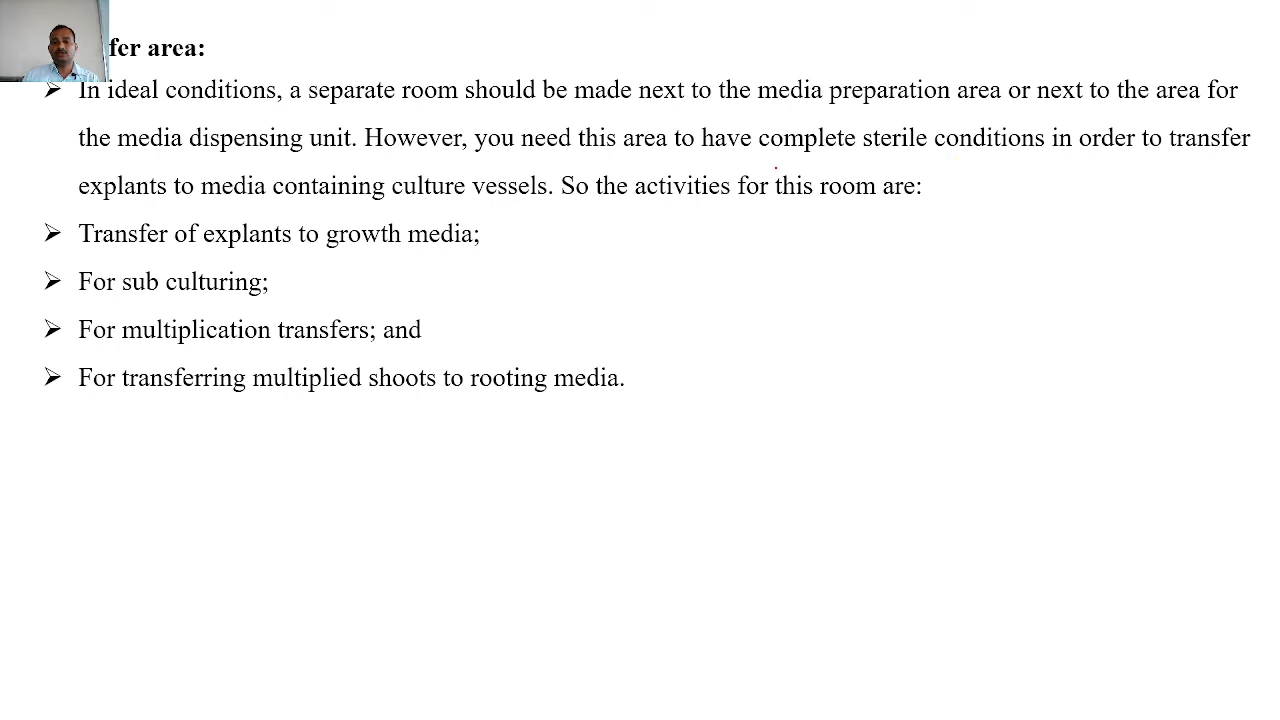 fer area:
➢ In ideal conditions, a separate room should be made next to the media preparation area or next to the area for
the media dispensing unit. However, you need this area to have complete sterile conditions in order to transfer
explants to media containing culture vessels. So the activities for this room are:
➢ Transfer of explants to growth media;
➢ For sub culturing;
➢ For multiplication transfers; and
➢ For transferring multiplied shoots to rooting media.